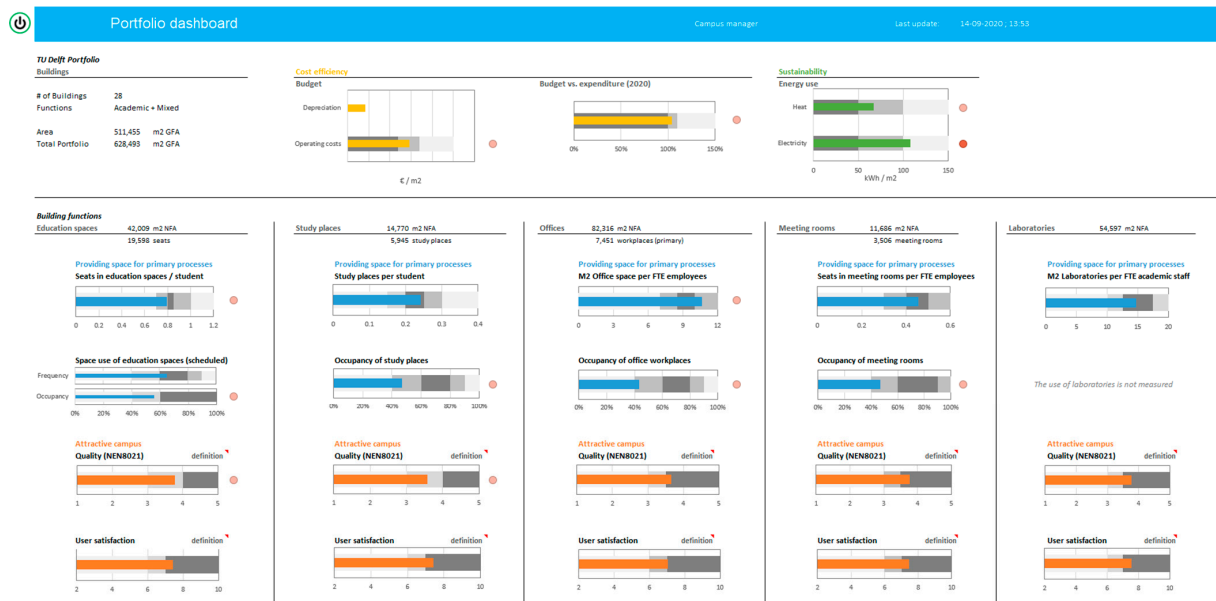 Portfolio dashboard
Campus manager
Last update: 14-09-2020 ; 13:53
TU Delft Portfolio
Buildings
# of Buildings 28
Functions Academic + Mixed
Area 511,455 m2 GFA
Total Portfolio 628,493 m2 GFA
Cost efficiency
Budget
Depreciation
Operating costs
€ / m2
Budget vs. expenditure (2020)
0% 50% 100% 150%
Sustainability
Energy use
Heat
Electricity
0 50 100 150
kWh / m2
Building functions
Education spaces 42,009 m2 NFA
19,598 seats
Providing space for primary processes
Seats in education spaces / student
0 0.2 0.4 0.6 0.8 1 1.2
Space use of education spaces (scheduled)
Frequency
Occupancy
0% 20% 40% 60% 80% 100%
Attractive campus
Quality (NEN8021) definition
1 2 3 4 5
User satisfaction definition
2 4 6 8 10
Study places 14,770 m2 NFA
5,945 study places
Providing space for primary processes
Study places per student
0 0.1 0.2 0.3 0.4
Occupancy of study places
0% 20% 40% 60% 80% 100%
Attractive campus
Quality (NEN8021) definition
1 2 3 4 5
User satisfaction definition
2 4 6 8 10
Offices 82,316 m2 NFA
7,451 workplaces (primary)
Providing space for primary processes
M2 Office space per FTE employees
0 3 6 9 12
Occupancy of office workplaces
0% 20% 40% 60% 80% 100%
Attractive campus
Quality (NEN8021) definition
1 2 3 4 5
User satisfaction definition
2 4 6 8 10
Meeting rooms 11,686 m2 NFA
3,506 meeting rooms
Providing space for primary processes
Seats in meeting rooms per FTE employees
0 0.2 0.4 0.6
Occupancy of meeting rooms
0% 20% 40% 60% 80% 100%
Attractive campus
Quality (NEN8021) definition
1 2 3 4 5
User satisfaction definition
2 4 6 8 10
Laboratories 54,597 m2 NFA
Providing space for primary processes
M2 Laboratories per FTE academic staff
0 5 10 15 20
The use of laboratories is not measured
Attractive campus
Quality (NEN8021) definition
1 2 3 4 5
User satisfaction definition
2 4 6 8 10